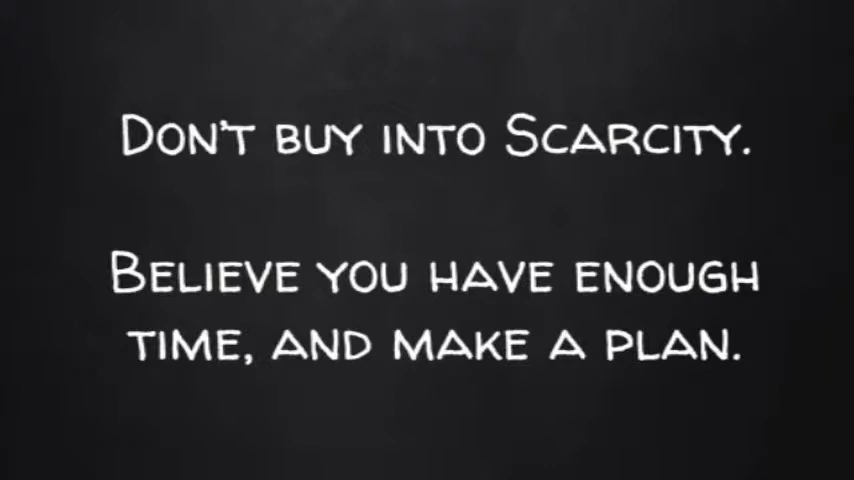 Don't buy into Scarcity.
Believe you have enough
time, and make a plan.